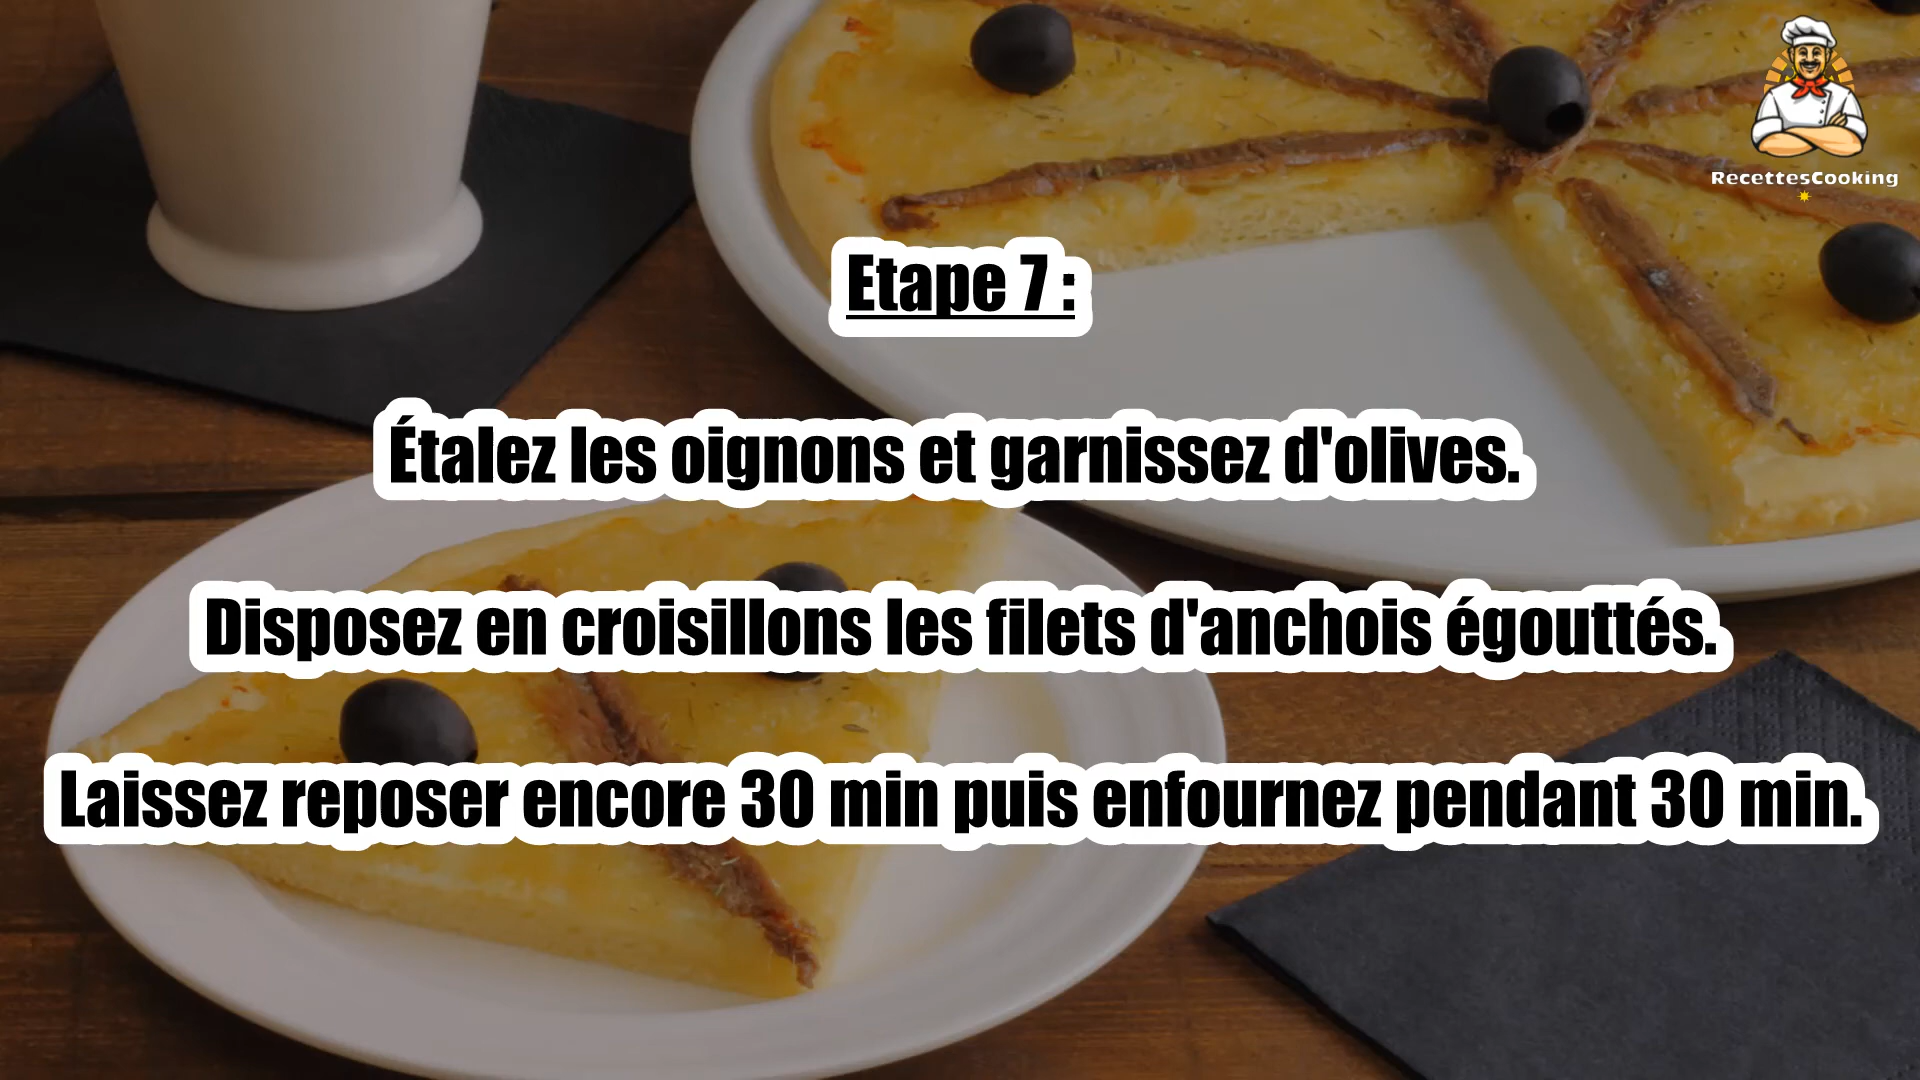 RecettesCooking
Etape 7 :
Étalez les oignons et garnissez d'olives.
Disposez en croisillons les filets d'anchois égouttés.
Laissez reposer encore 30 min puis enfournez pendant 30 min.